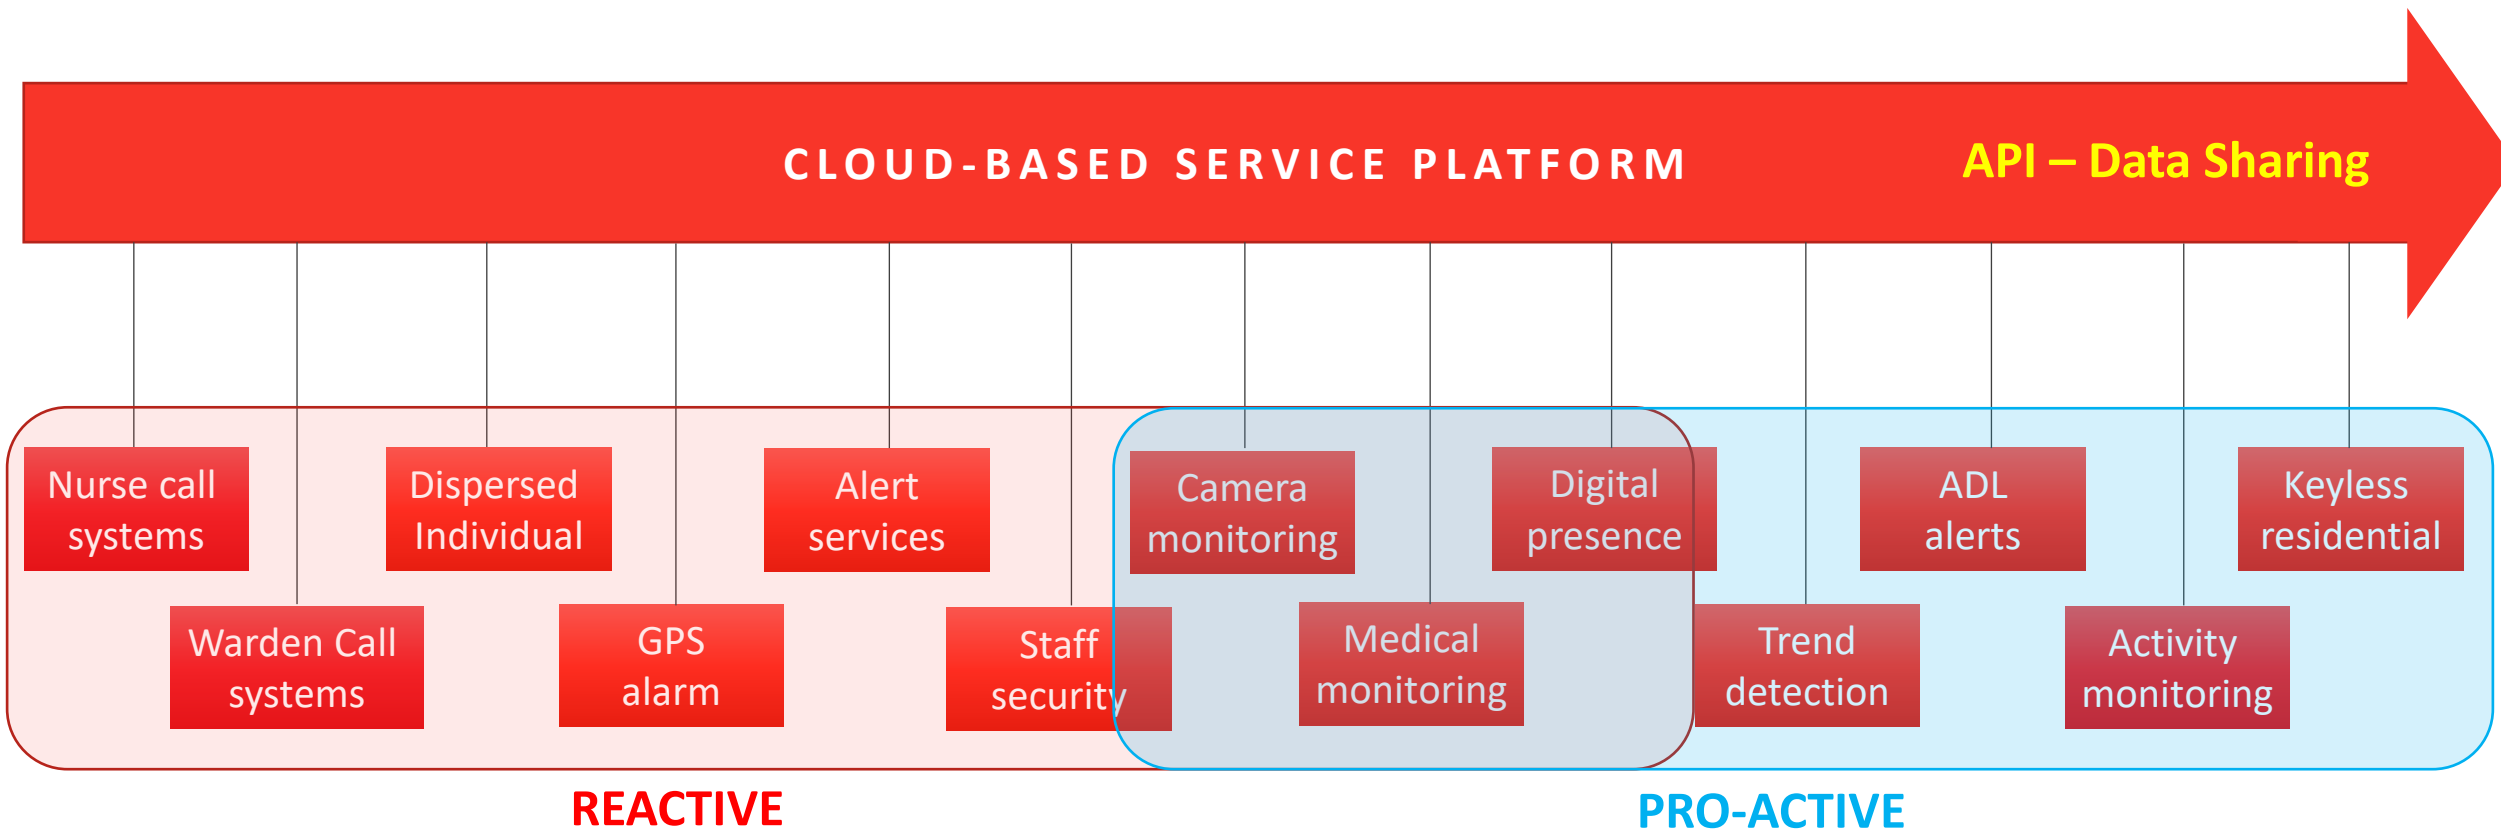 CLOUD-BASED SERVICE PLATFORM
API – Data Sharing
Nurse call
systems
Dispersed
Individual
Alert
services
Camera
monitoring
Digital
presence
ADL
alerts
Keyless
residential
Warden Call
systems
GPS
alarm
Staff
security
Medical
monitoring
Trend
detection
Activity
monitoring
REACTIVE
PRO-ACTIVE